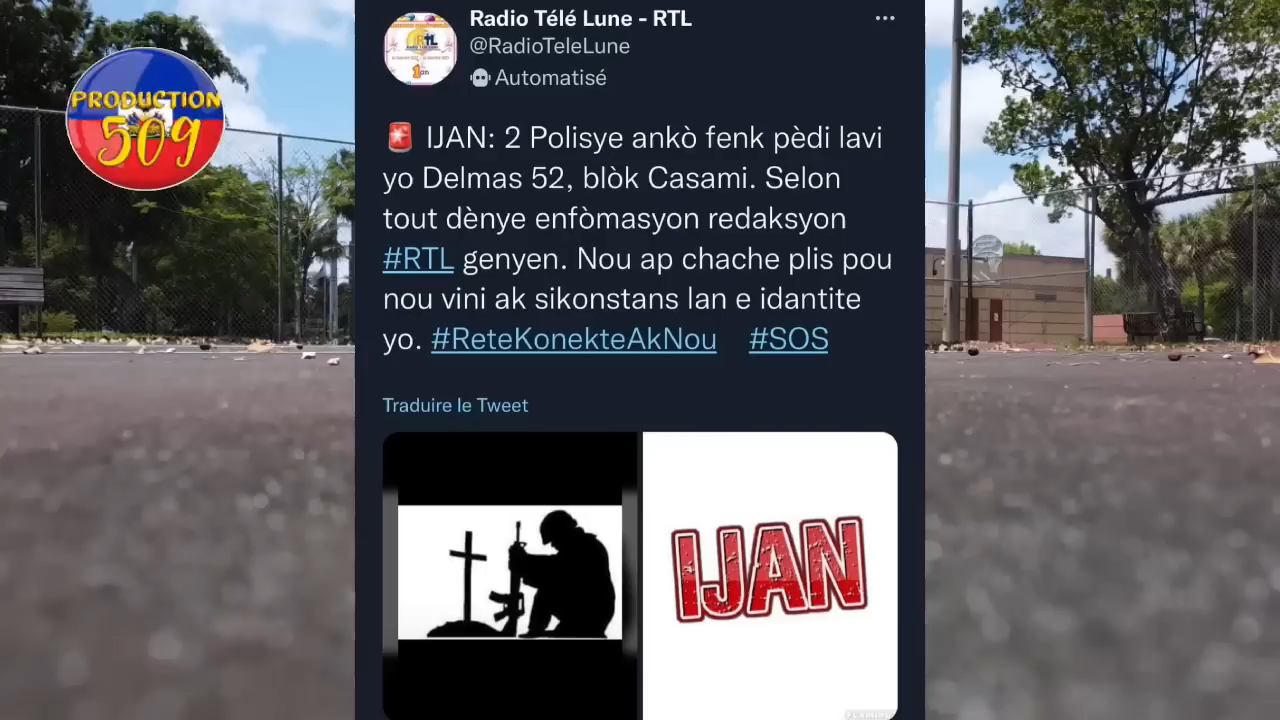 PRODUCTION
509
Radio Télé Lune - RTL
@RadioTeleLune
Automatisé
IJAN: 2 Polisye ankò fenk pèdi lavi
yo Delmas 52, blòk Casami. Selon
tout dènye enfòmasyon redaksyon
#RTL genyen. Nou ap chache plis pou
nou vini ak sikonstans lan e idantite
yo. #ReteKonekteAkNou #SOS
Traduire le Tweet
IJAN